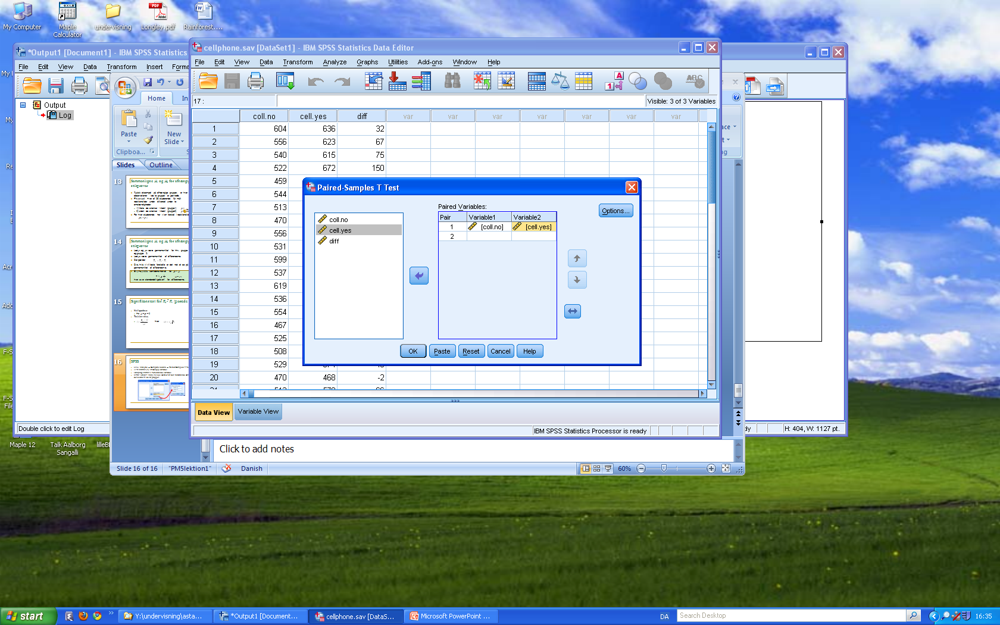 My Computer
Maple
Calculator
undervisning
Longley.pdf
Rainforest....
*Output1 [Document1] - IBM SPSS Statistics
File Edit View Data Transform Insert Forma
Output
Log
Double click to edit Log
H: 404, W: 1127 pt.
Home In
Paste
New
Slide
Clipboa...
Slides Outline
13
14
15
16
SPSS
Click to add notes
Slide 16 of 16 "PM5lektion1" Danish 60%
cellphone.sav [DataSet1] - IBM SPSS Statistics Data Editor
File Edit View Data Transform Analyze Graphs Utilities Add-ons Window Help
17 :
Visible: 3 of 3 Variables
coll.no cell.yes diff var var var var var var var
1 604 636 32
2 556 623 67
3 540 615 75
4 522 672 150
5 459
6 544
7 513
8 470
9 556
10 531
11 599
12 537
13 619
14 536
15 554
16 467
17 525
18 508
19 529
20 470 468 -2
Data View Variable View
IBM SPSS Statistics Processor is ready
Paired-Samples T Test
coll.no
cell.yes
diff
Paired Variables:
Pair Variable1 Variable2
1 [coll.no] [cell.yes]
2
Options...
OK Paste Reset Cancel Help
Maple 12
Talk Aalborg
Sangalli
start
Y:\undervisning\asta...
*Output1 [Document...
cellphone.sav [DataS...
Microsoft PowerPoint ...
DA
Search Desktop
16:35